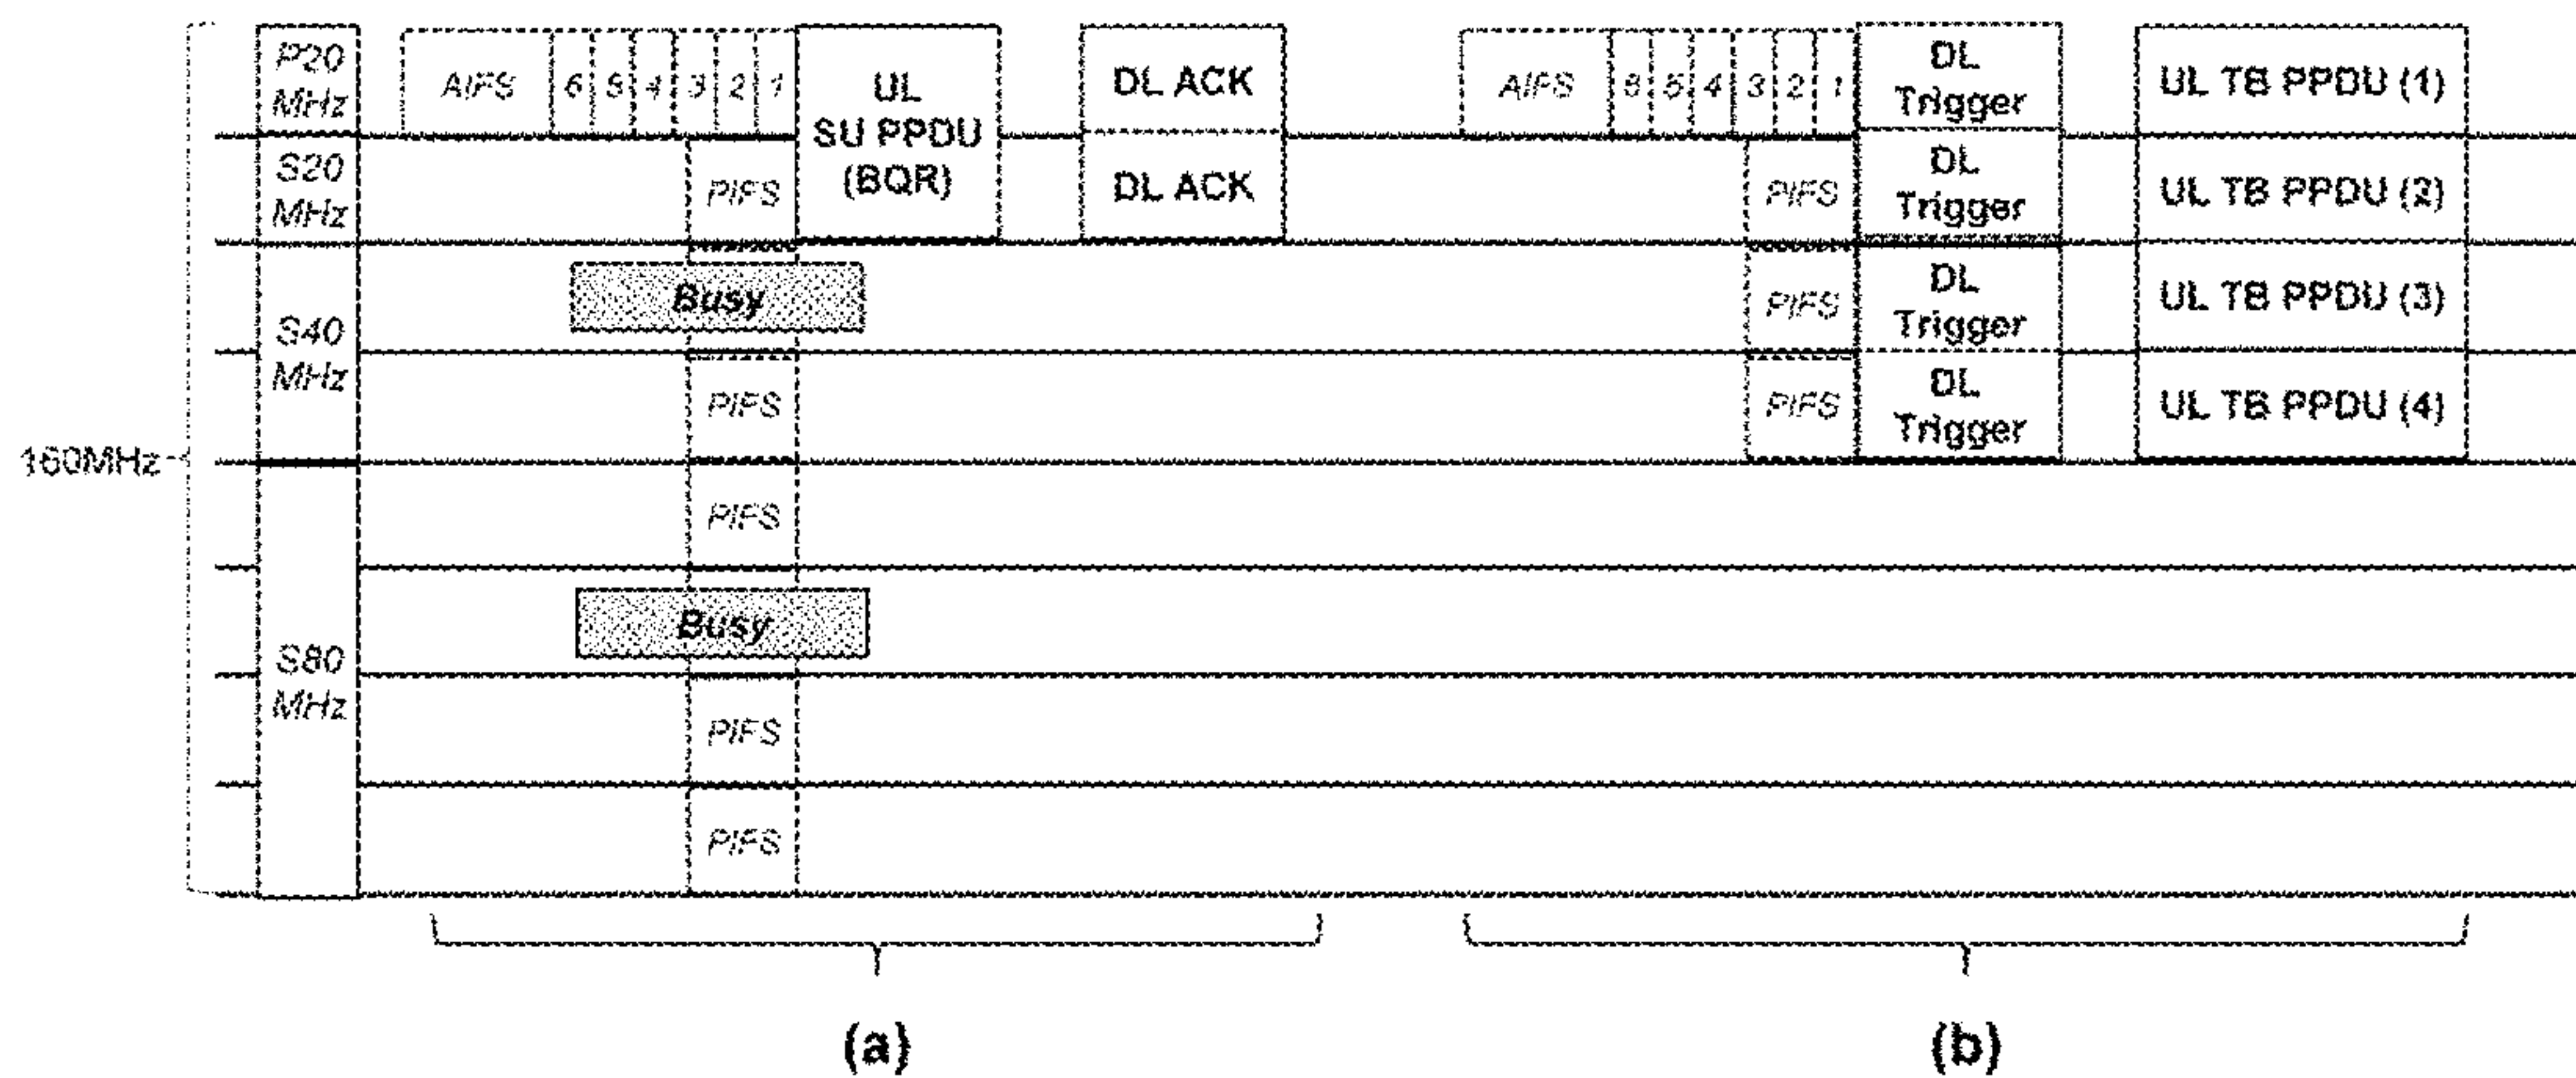 160MHz
P20
MHz
S20
MHz
S40
MHz
S80
MHz
AIFS 6 5 4 3 2 1
PIFS
Busy
PIFS
PIFS
Busy
PIFS
PIFS
UL
SU PPDU
(BQR)
DL ACK
DL ACK
(a)
AIFS 6 5 4 3 2 1
PIFS
PIFS
PIFS
DL
Trigger
DL
Trigger
DL
Trigger
DL
Trigger
UL TB PPDU (1)
UL TB PPDU (2)
UL TB PPDU (3)
UL TB PPDU (4)
(b)